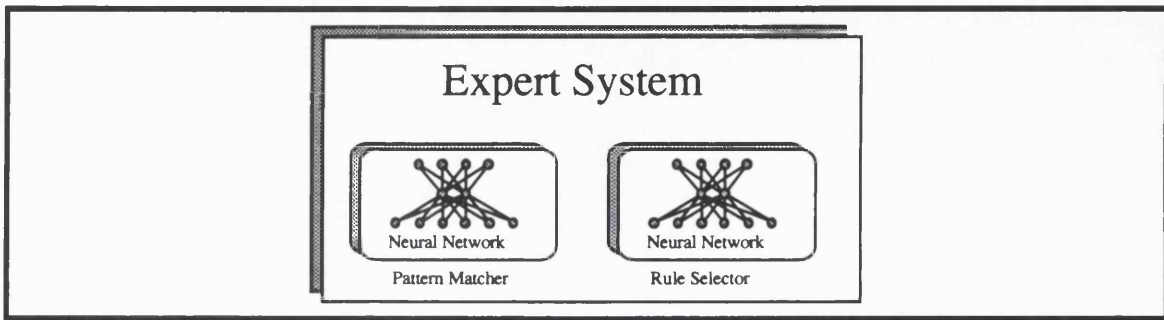 Expert System
Neural Network
Neural Network
Pattern Matcher
Rule Selector